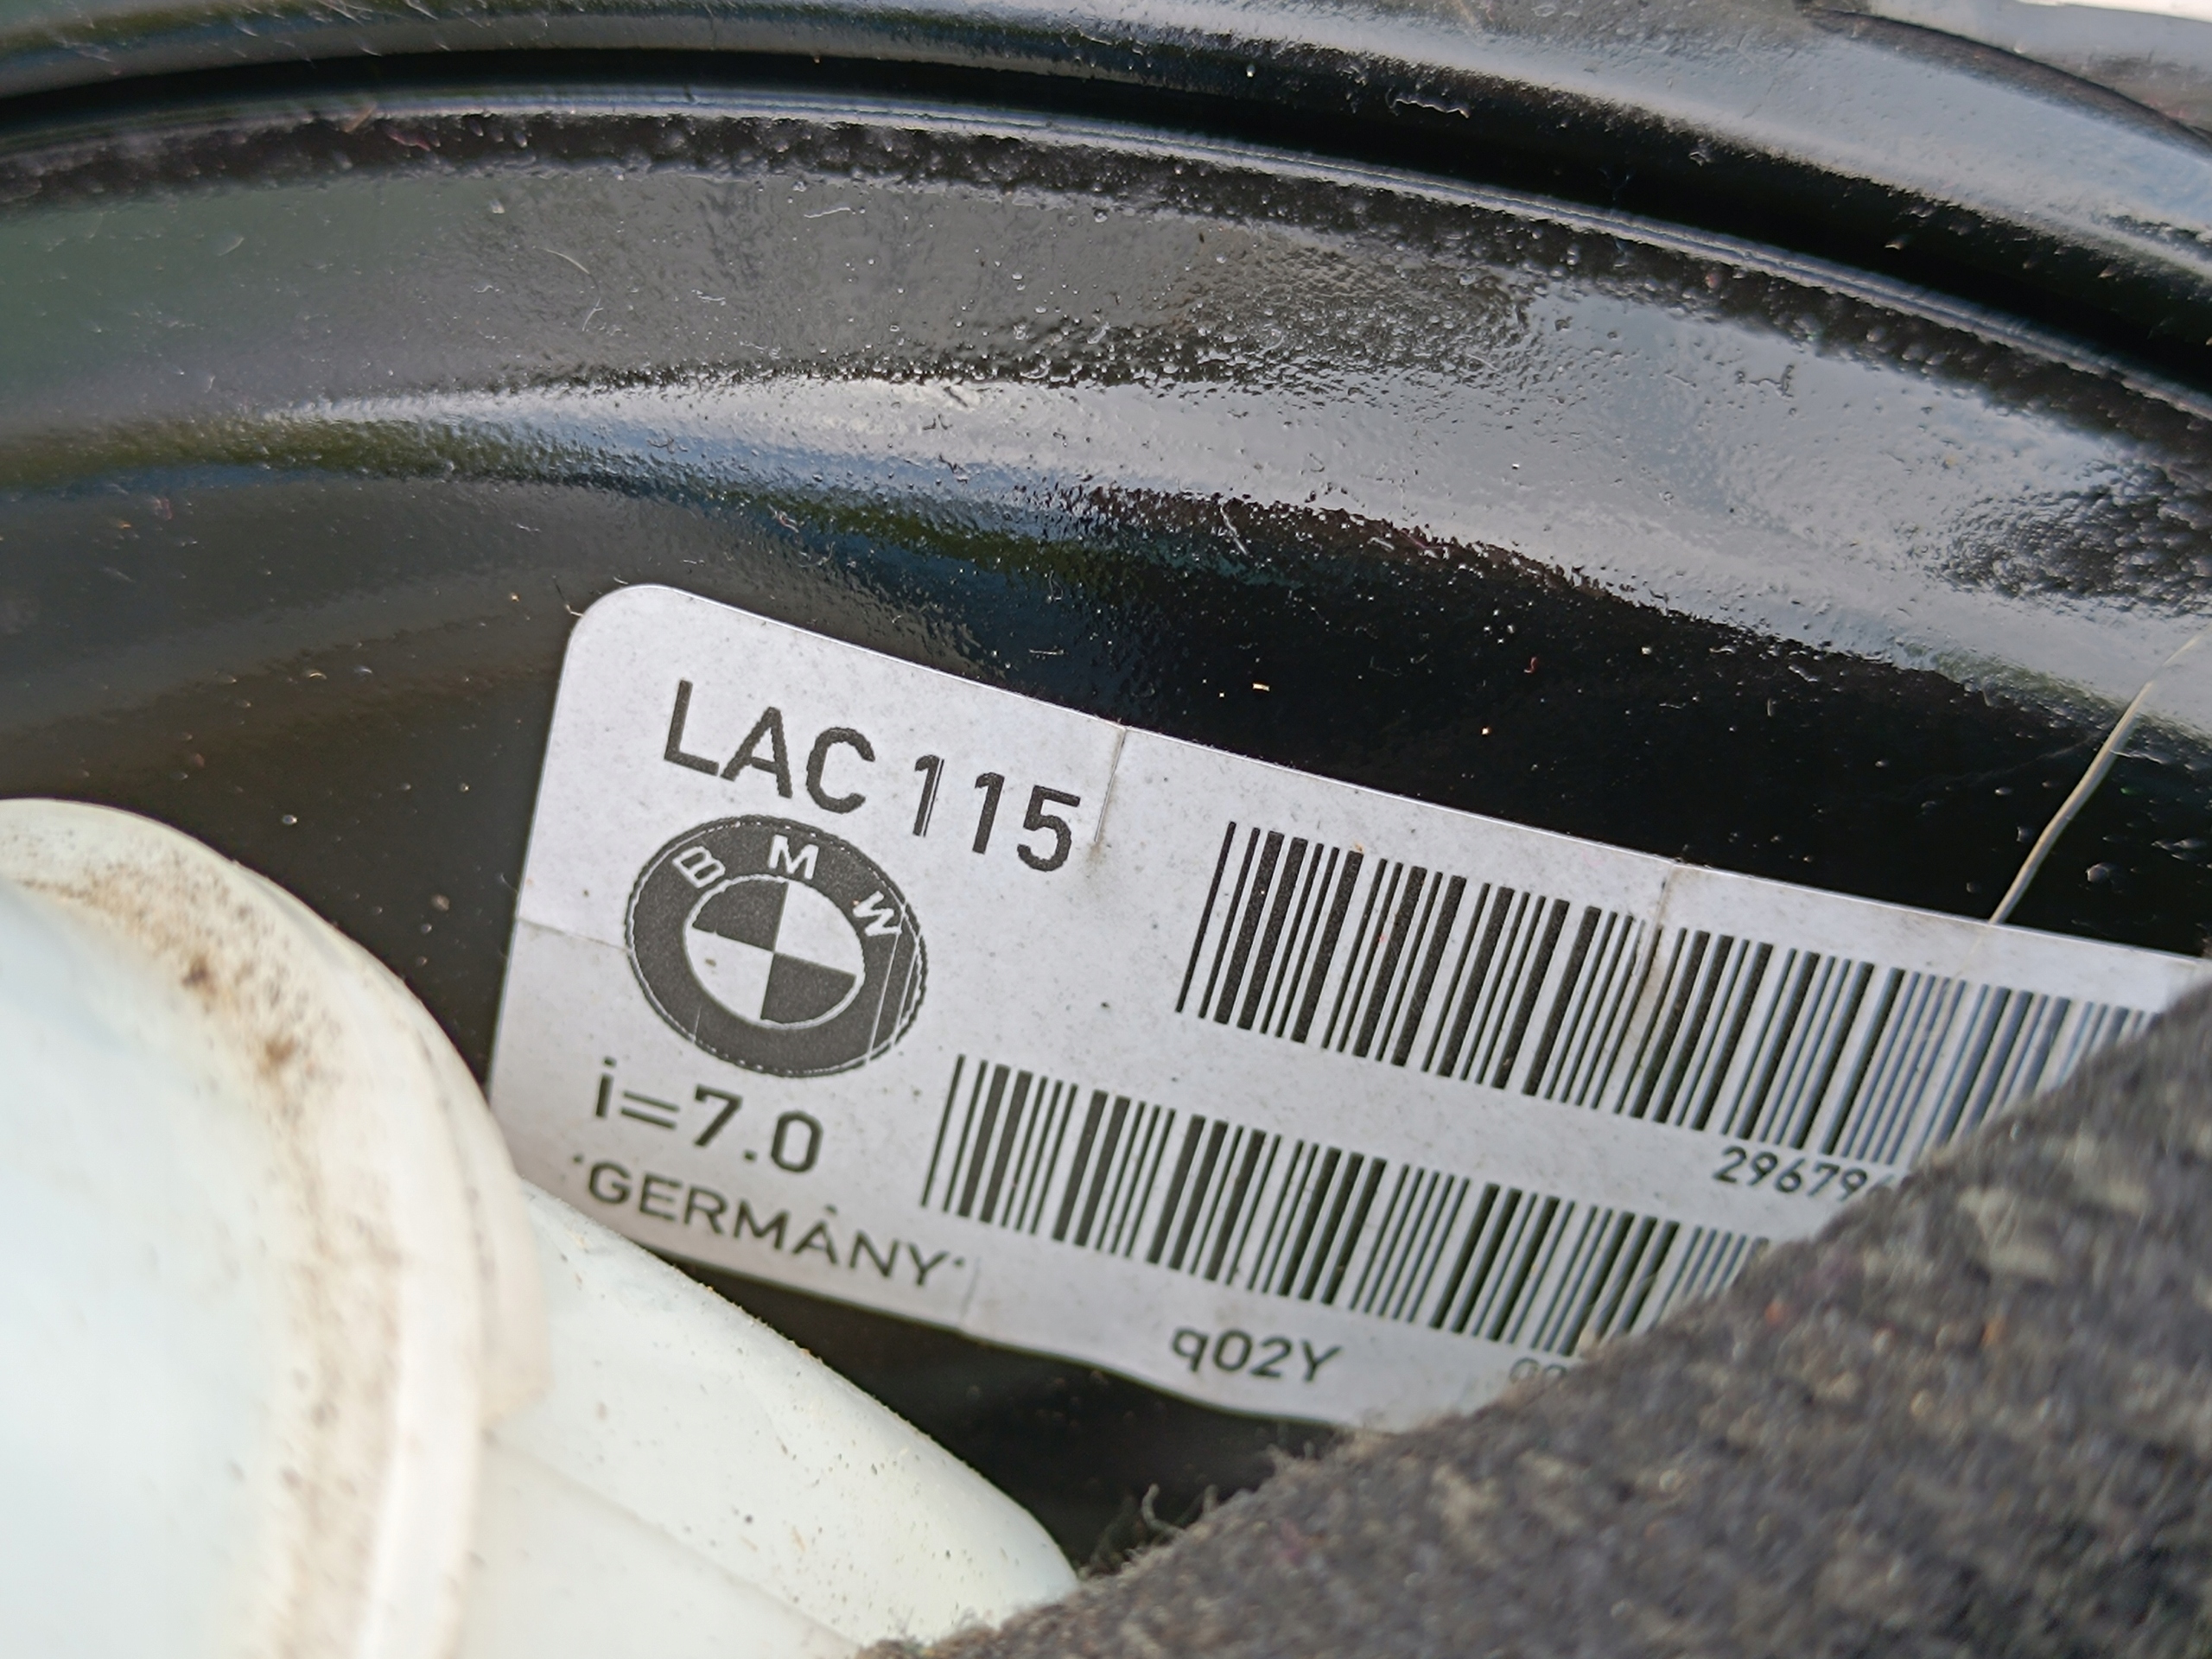 LAC 115
BMW
i=7.0
GERMANY
29679
q02Y